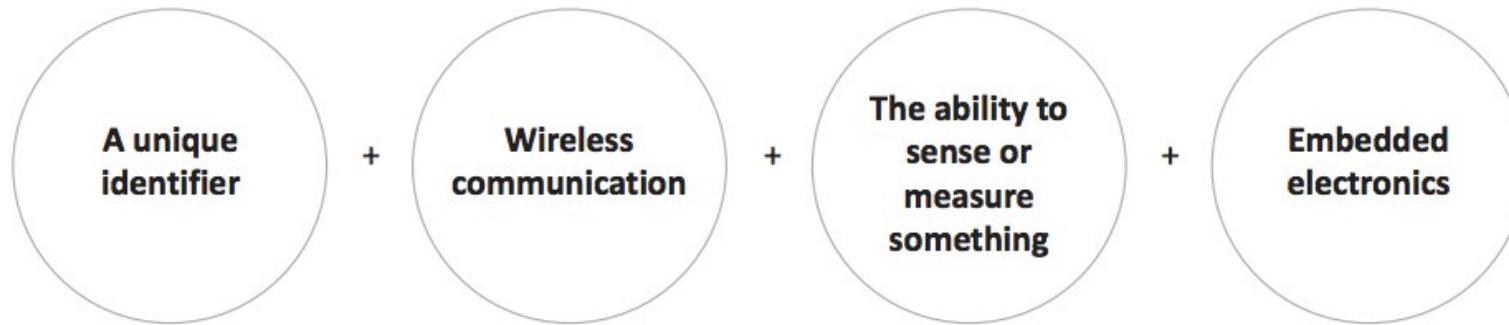 A unique
identifier
+
Wireless
communication
+
The ability to
sense or
measure
something
+
Embedded
electronics